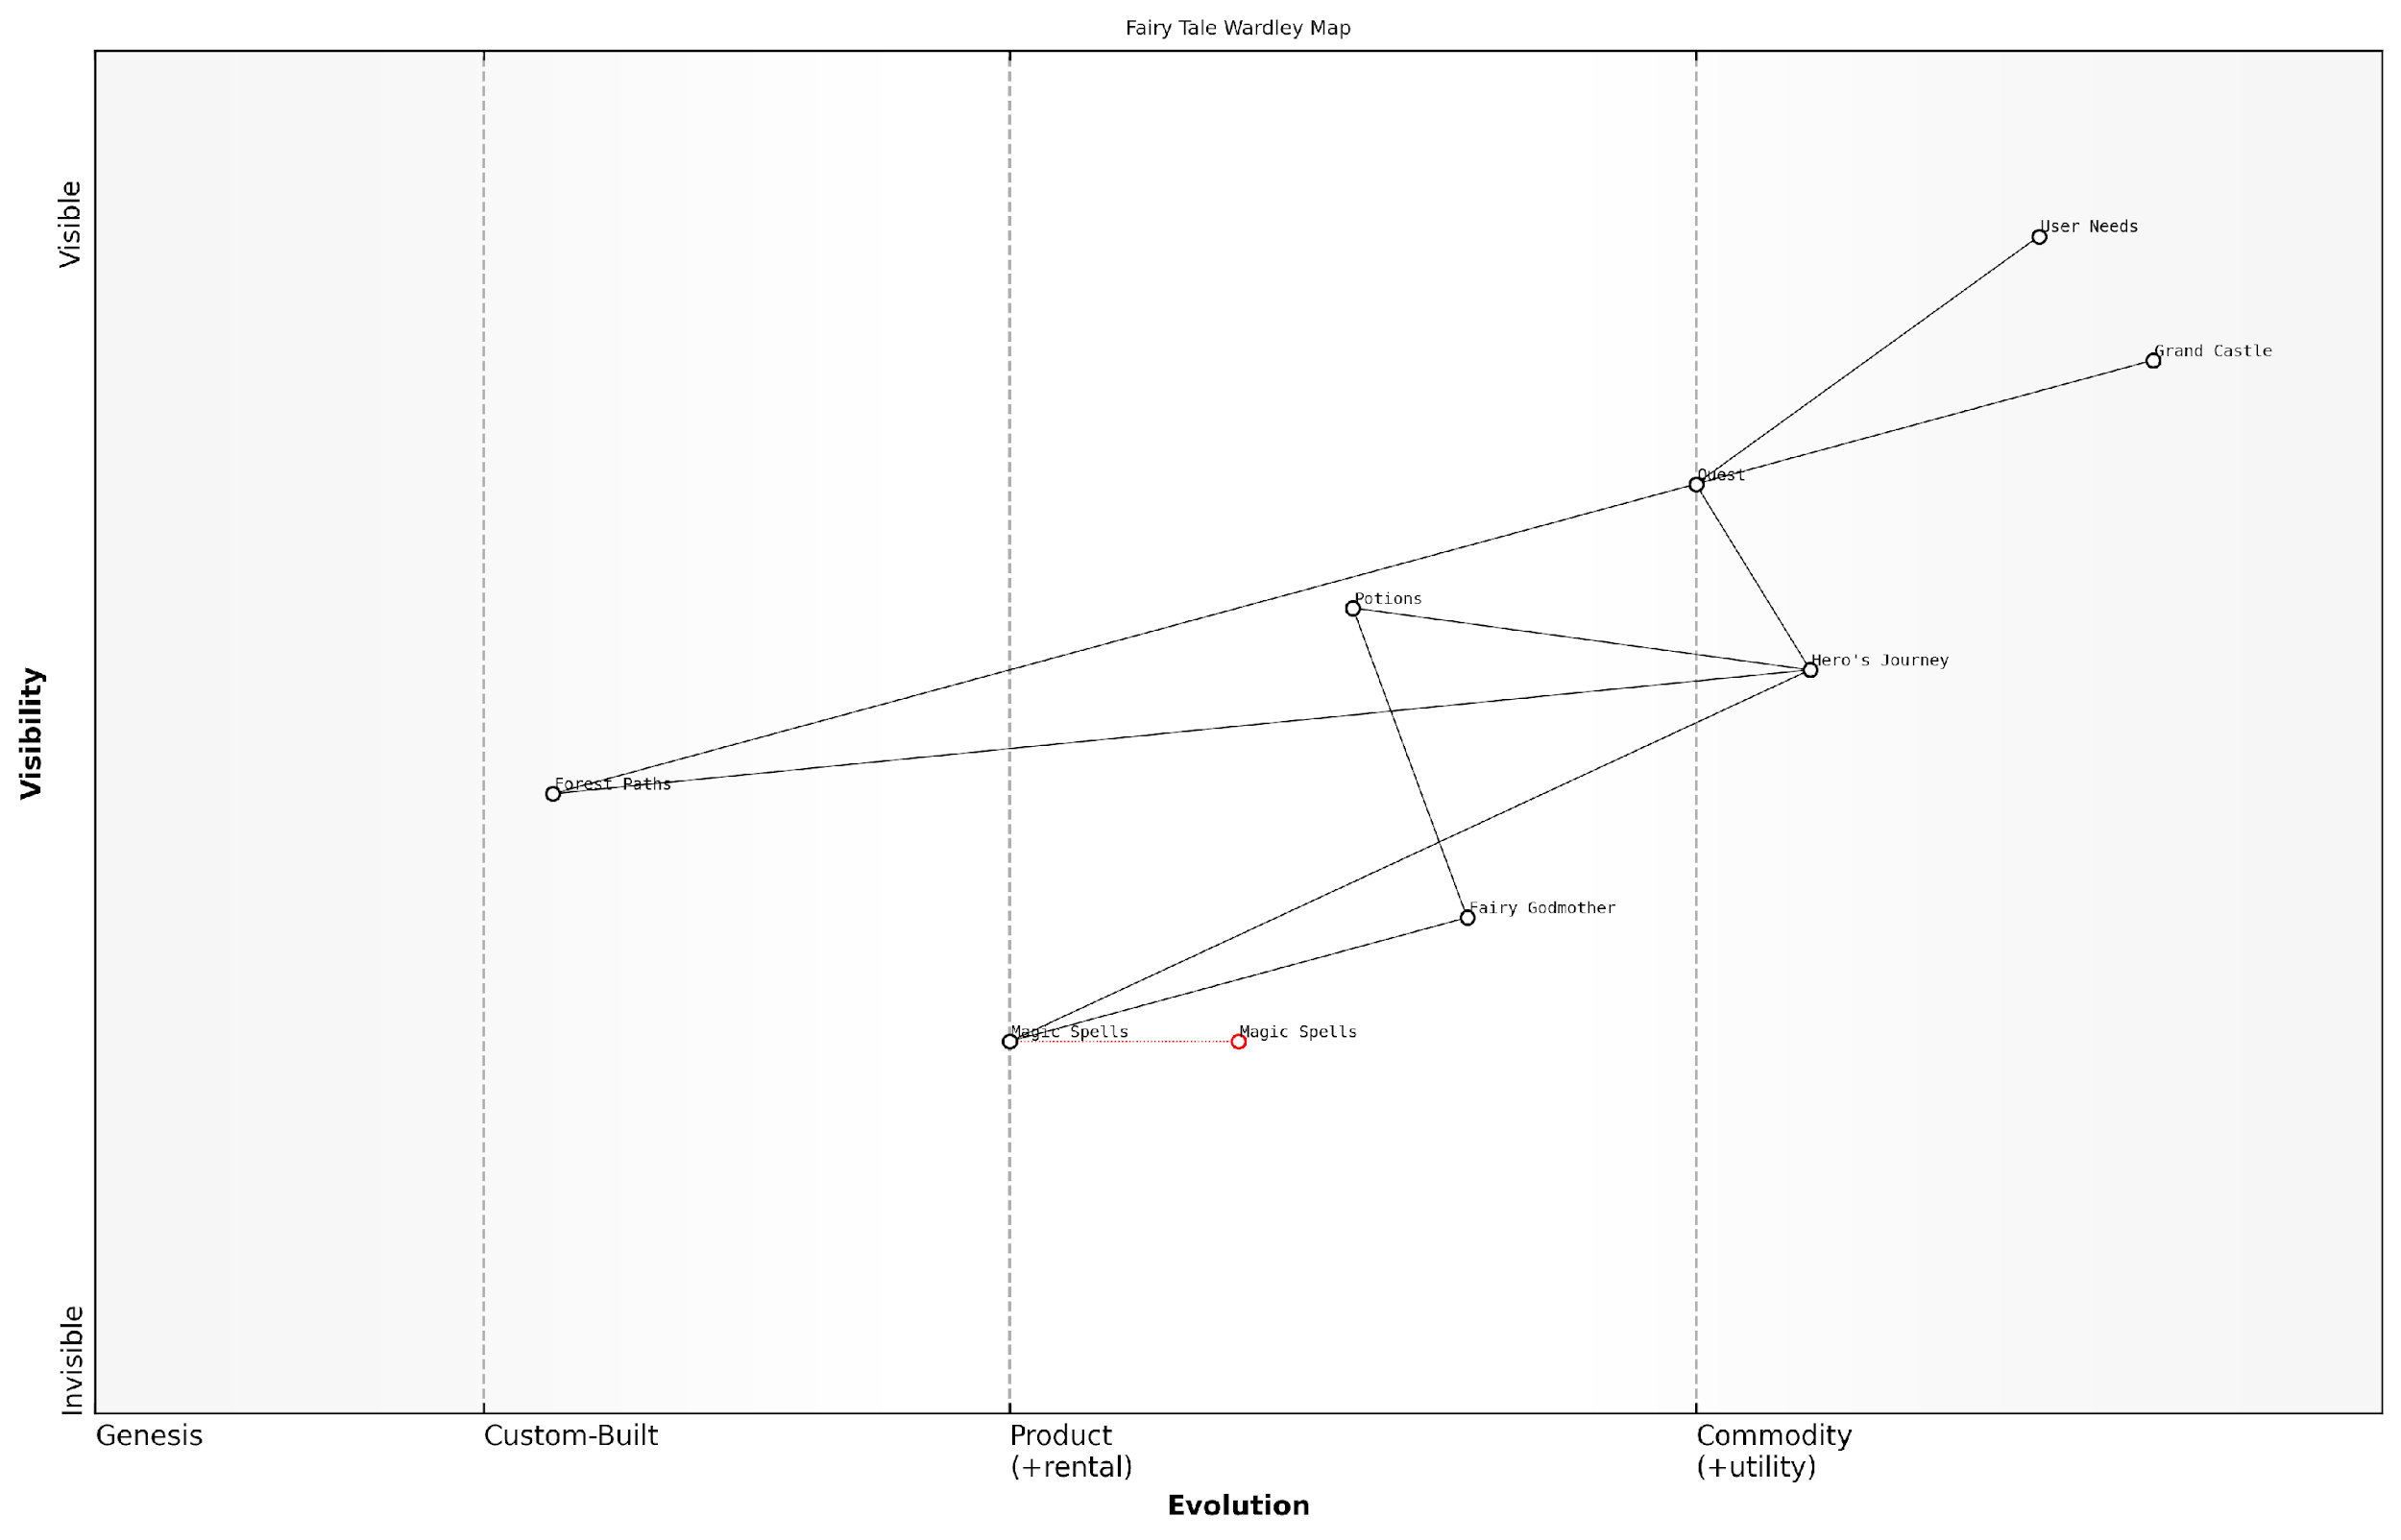 Fairy Tale Wardley Map
Visible
User Needs
Grand Castle
Quest
Potions
Hero's Journey
Visibility
Forest Paths
Fairy Godmother
Magic Spells
Magic Spells
Invisible
Genesis
Custom-Built
Product
(+rental)
Commodity
(+utility)
Evolution